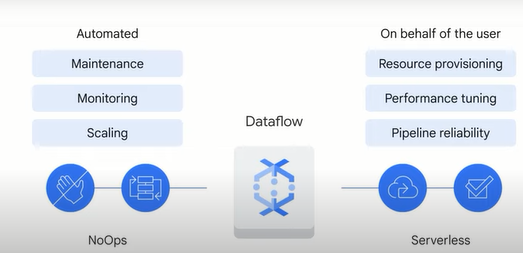 Automated
Maintenance
Monitoring
Scaling
NoOps
Dataflow
On behalf of the user
Resource provisioning
Performance tuning
Pipeline reliability
Serverless